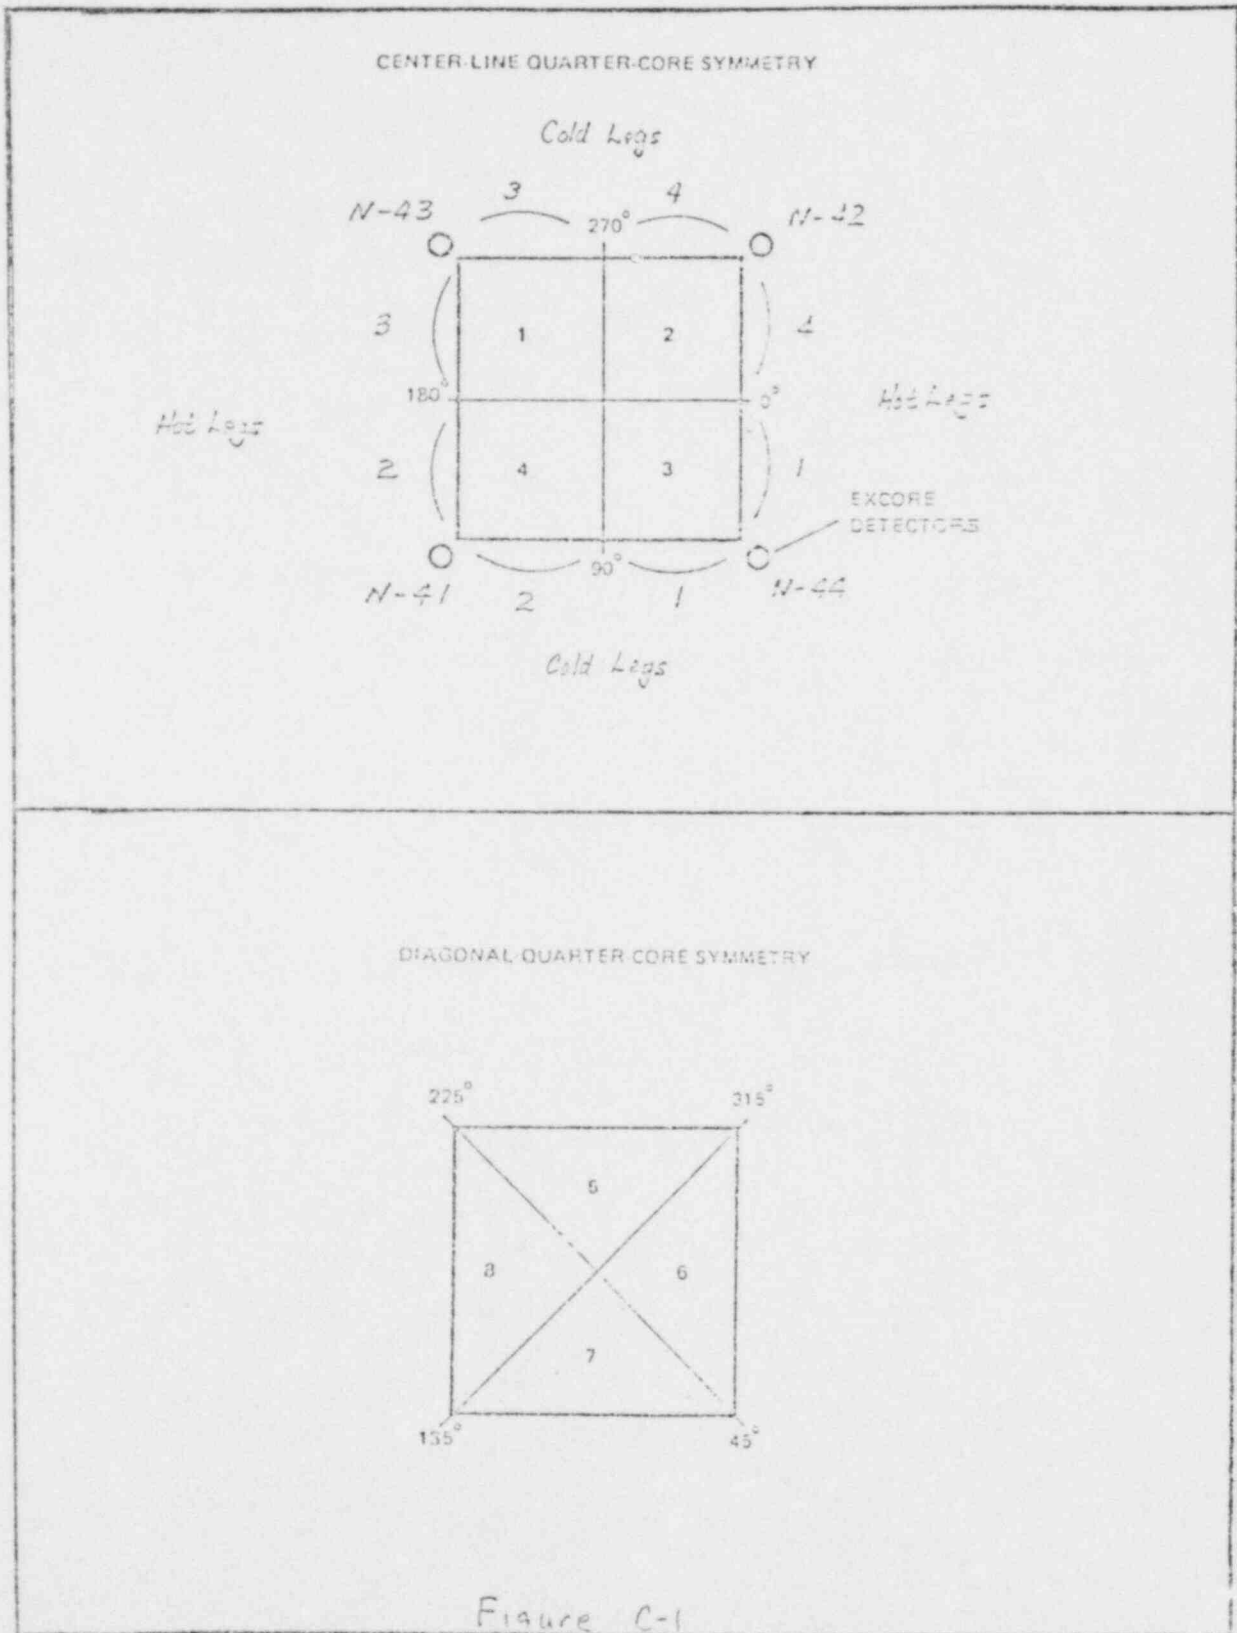 CENTER-LINE QUARTER-CORE SYMMETRY
Cold Legs
3 4
N-43 270° N-42
3 1 2 4
180° 0°
Hot Legs Hot Legs
2 4 3 1
EXCORE
DETECTORS
90°
N-41 2 1 N-44
Cold Legs
DIAGONAL QUARTER-CORE SYMMETRY
225° 315°
5
8 6
7
135° 45°
Figure C-1